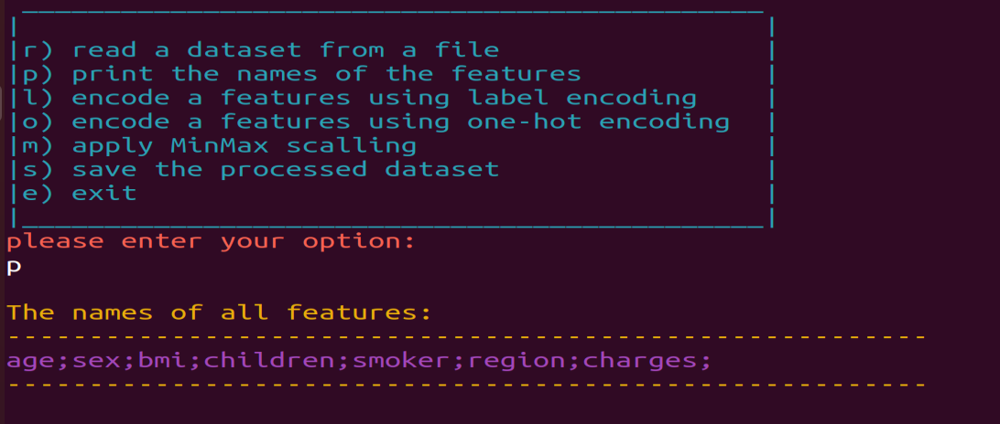 r) read a dataset from a file
p) print the names of the features
l) encode a features using label encoding
o) encode a features using one-hot encoding
m) apply MinMax scalling
s) save the processed dataset
e) exit
please enter your option:
p
The names of all features:
age;sex;bmi;children;smoker;region;charges;